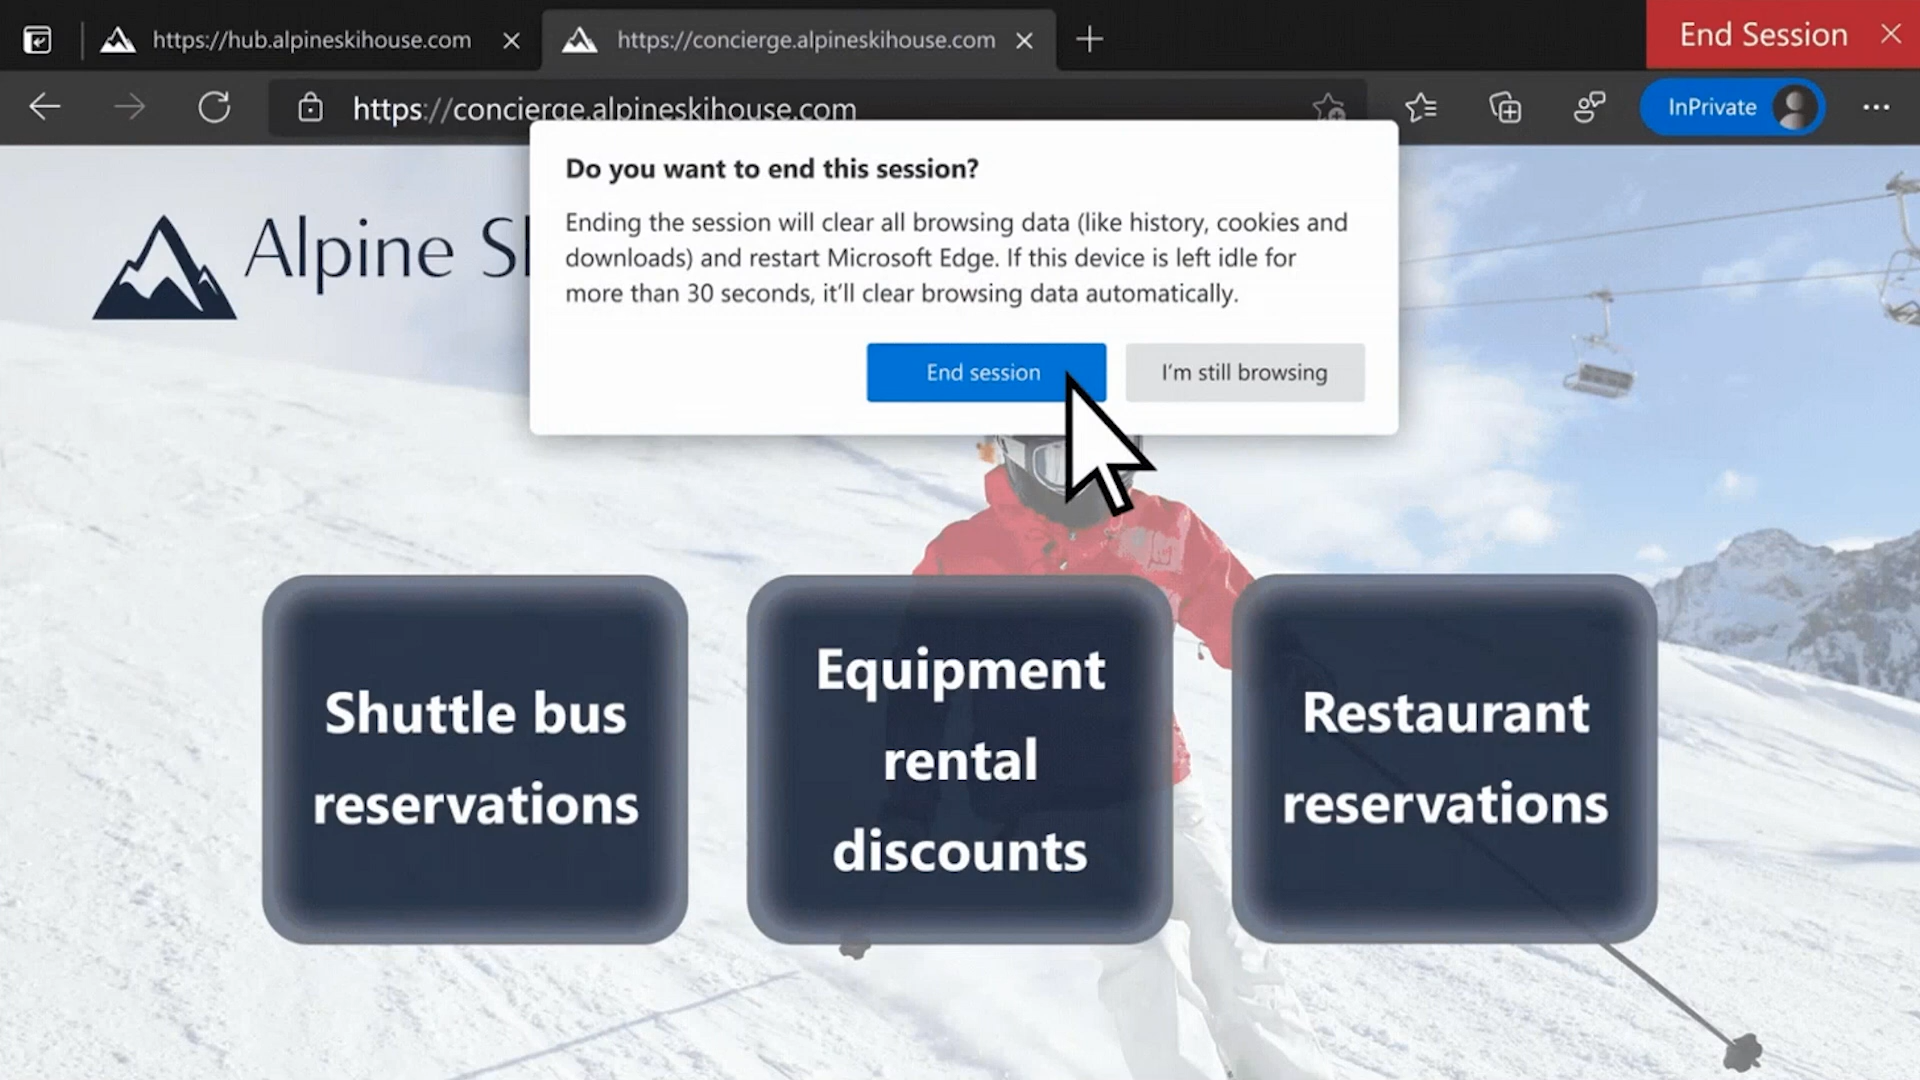 https://hub.alpineskihouse.com
https://concierge.alpineskihouse.com
End Session
https://concierge.alpineskihouse.com
InPrivate
Do you want to end this session?
Ending the session will clear all browsing data (like history, cookies and
downloads) and restart Microsoft Edge. If this device is left idle for
more than 30 seconds, it'll clear browsing data automatically.
End session
I'm still browsing
Alpine
Shuttle bus
reservations
Equipment
rental
discounts
Restaurant
reservations